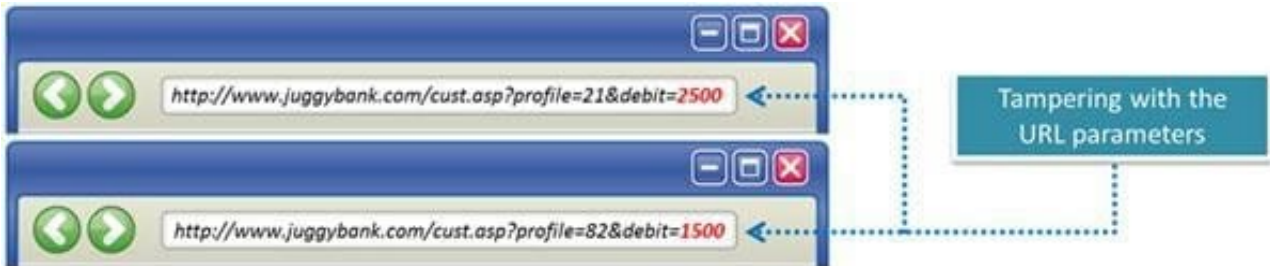 http://www.juggybank.com/cust.asp?profile=21&debit=2500
Tampering with the
URL parameters
http://www.juggybank.com/cust.asp?profile=82&debit=1500